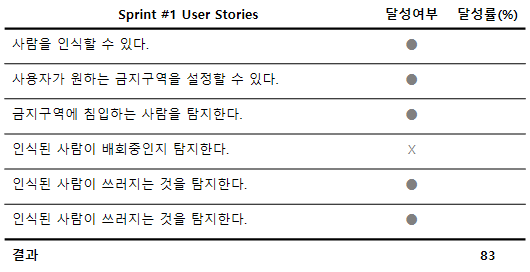 Sprint #1 User Stories 달성여부 달성률(%)
사람을 인식할 수 있다. ●
사용자가 원하는 금지구역을 설정할 수 있다. ●
금지구역에 침입하는 사람을 탐지한다. ●
인식된 사람이 배회중인지 탐지한다. X
인식된 사람이 쓰러지는 것을 탐지한다. ●
인식된 사람이 쓰러지는 것을 탐지한다. ●
결과 83